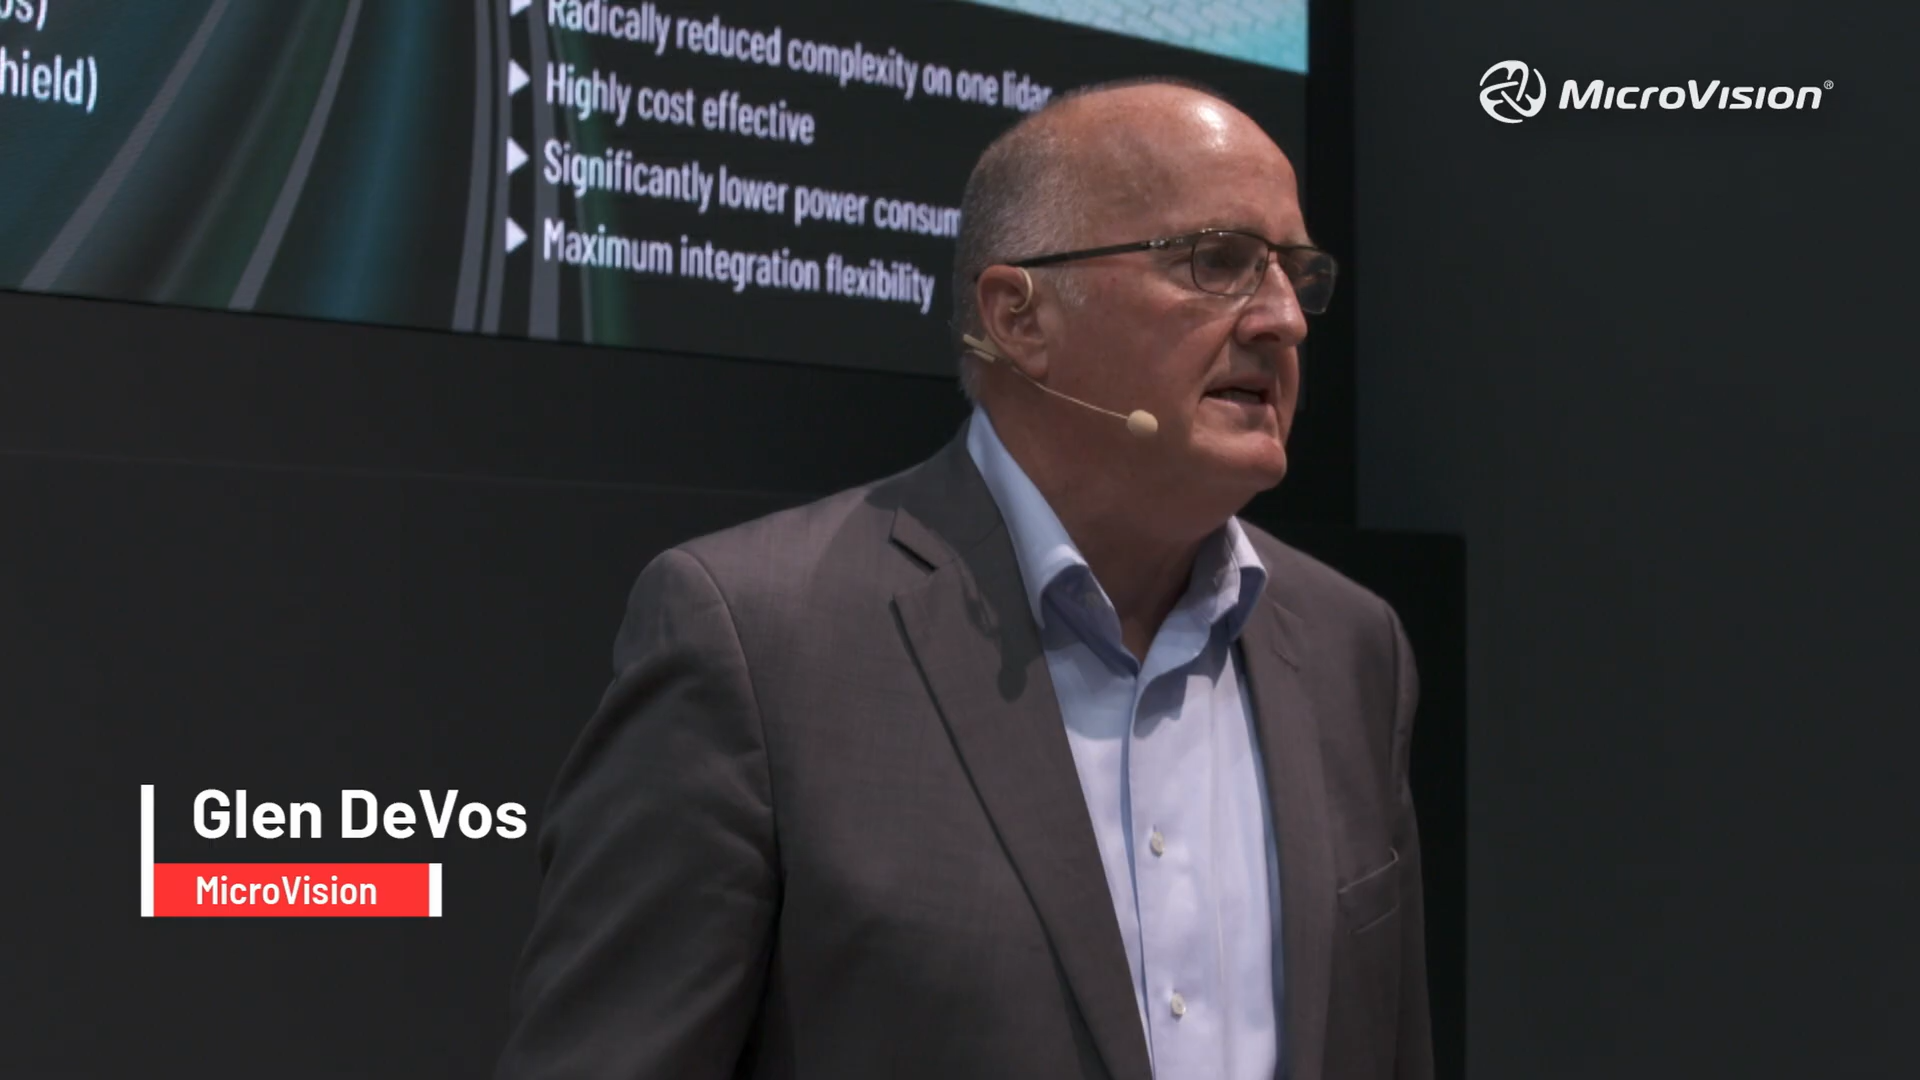 hield)
Radically reduced complexity on one lidar
Highly cost effective
Significantly lower power consum
Maximum integration flexibility
MicroVision®
Glen DeVos
MicroVision